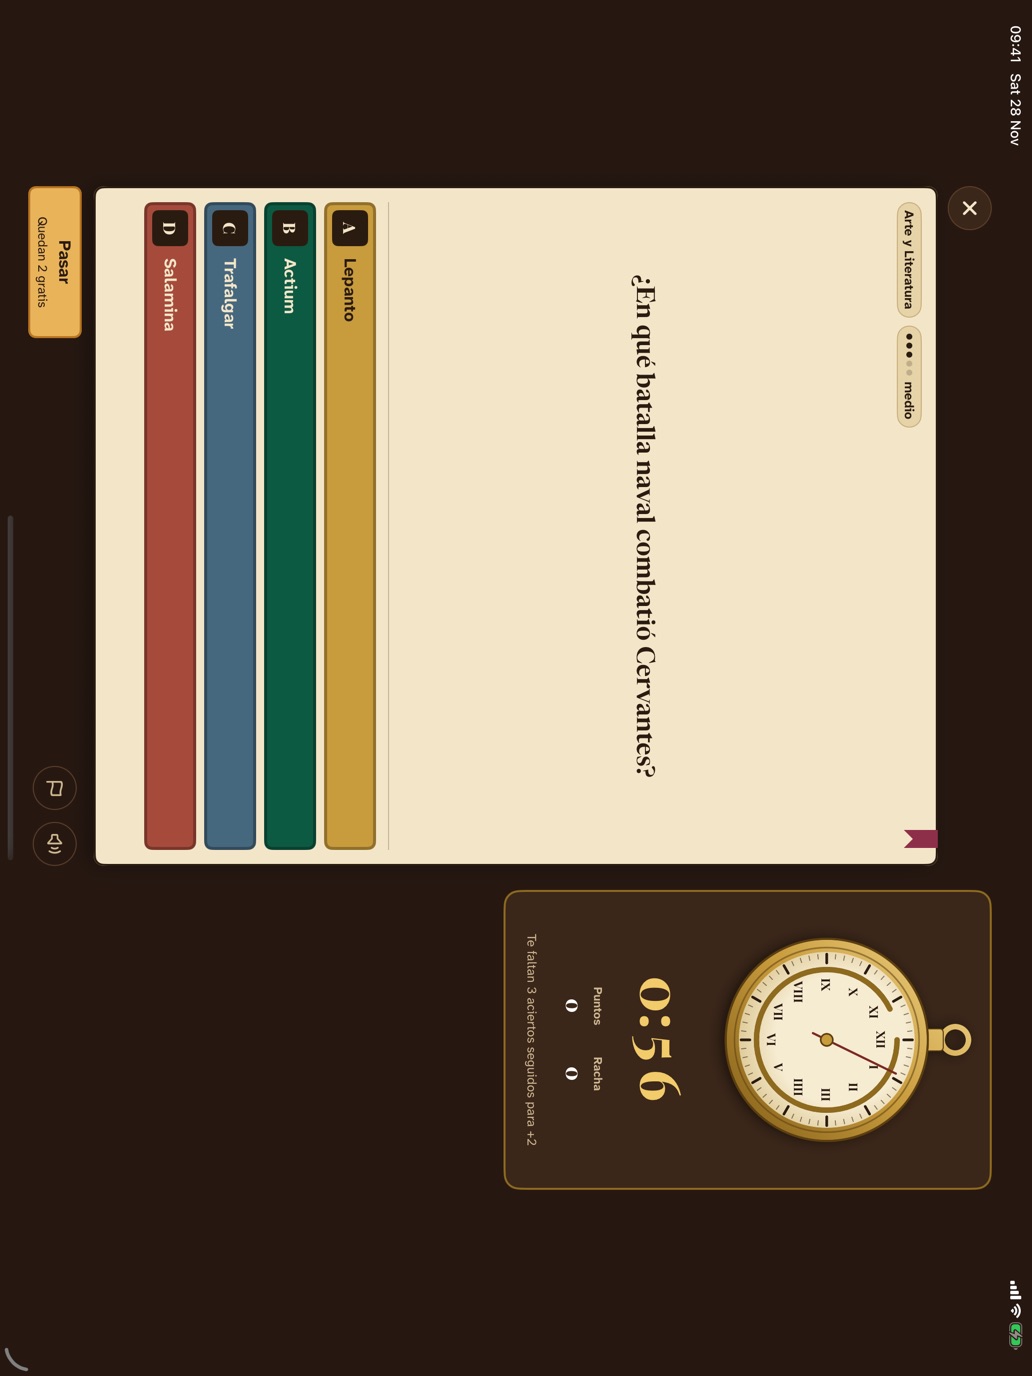 09:41 Sat 28 Nov
Arte y Literatura
medio
¿En qué batalla naval combatió Cervantes?
A Lepanto
B Actium
C Trafalgar
D Salamina
Pasar
Quedan 2 gratis
XII
I
II
III
IIII
V
VI
VII
VIII
IX
X
XI
0:56
Puntos Racha
0 0
Te faltan 3 aciertos seguidos para +2